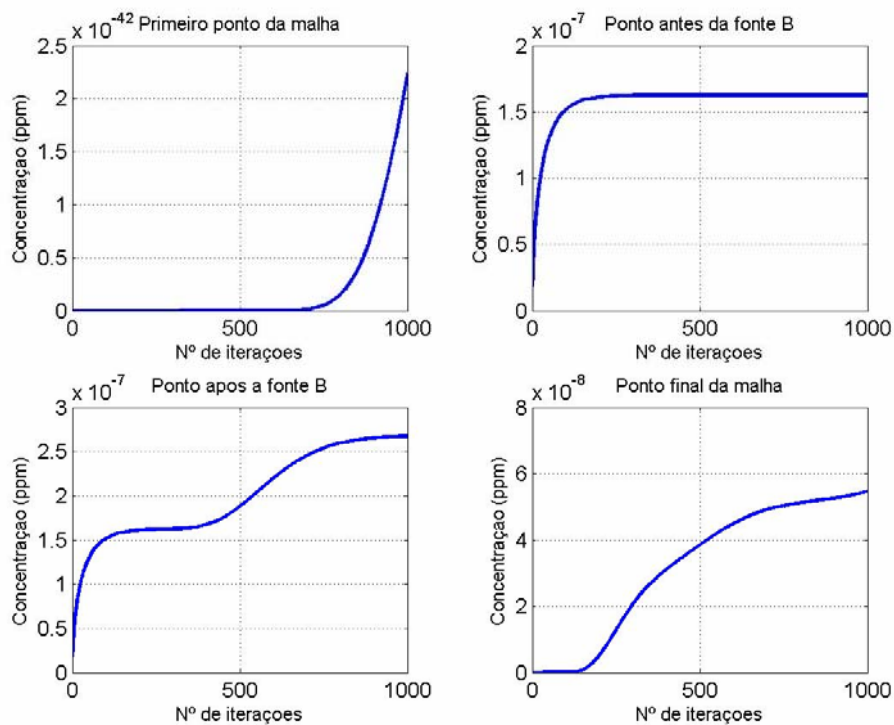 x 10-42 Primeiro ponto da malha
2.5
2
1.5
1
0.5
0
0 500 1000
Concentraçao (ppm)
Nº de iteraçoes
x 10-7 Ponto antes da fonte B
2
1.5
1
0.5
0
0 500 1000
Concentraçao (ppm)
Nº de iteraçoes
x 10-7 Ponto apos a fonte B
3
2.5
2
1.5
1
0.5
0
0 500 1000
Concentraçao (ppm)
Nº de iteraçoes
x 10-8 Ponto final da malha
8
6
4
2
0
0 500 1000
Concentraçao (ppm)
Nº de iteraçoes